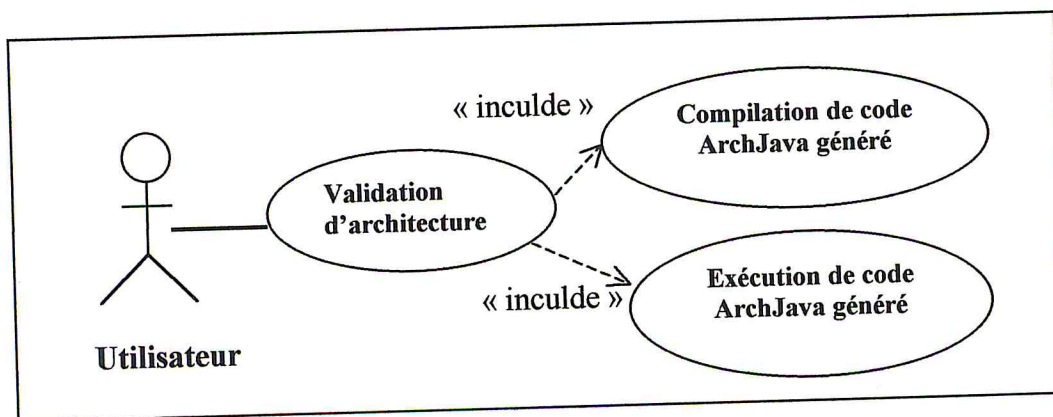 « inculde »
Compilation de code
ArchJava généré
Validation
d'architecture
« inculde »
Exécution de code
ArchJava généré
Utilisateur